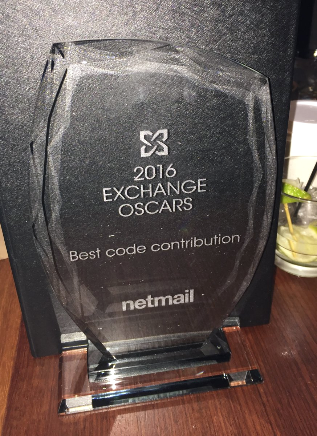 2016
EXCHANGE
OSCARS
Best code contribution
netmail